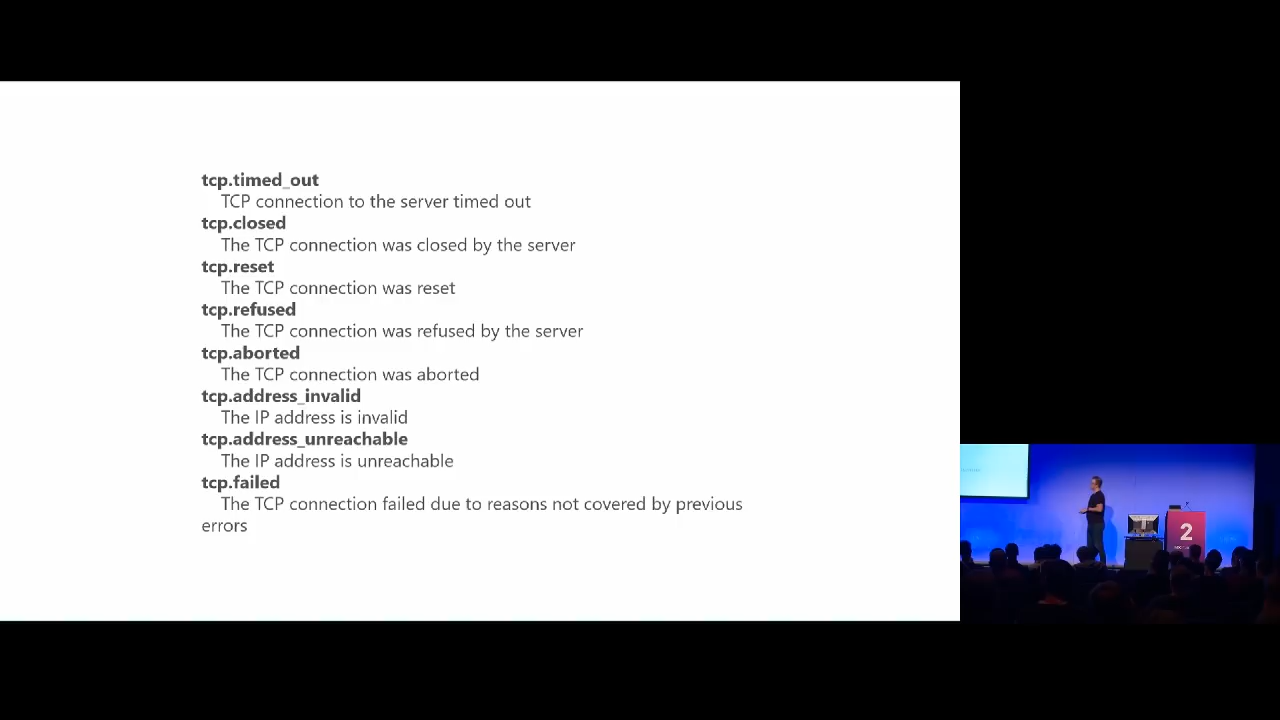 tcp.timed_out
TCP connection to the server timed out
tcp.closed
The TCP connection was closed by the server
tcp.reset
The TCP connection was reset
tcp.refused
The TCP connection was refused by the server
tcp.aborted
The TCP connection was aborted
tcp.address_invalid
The IP address is invalid
tcp.address_unreachable
The IP address is unreachable
tcp.failed
The TCP connection failed due to reasons not covered by previous
errors
2